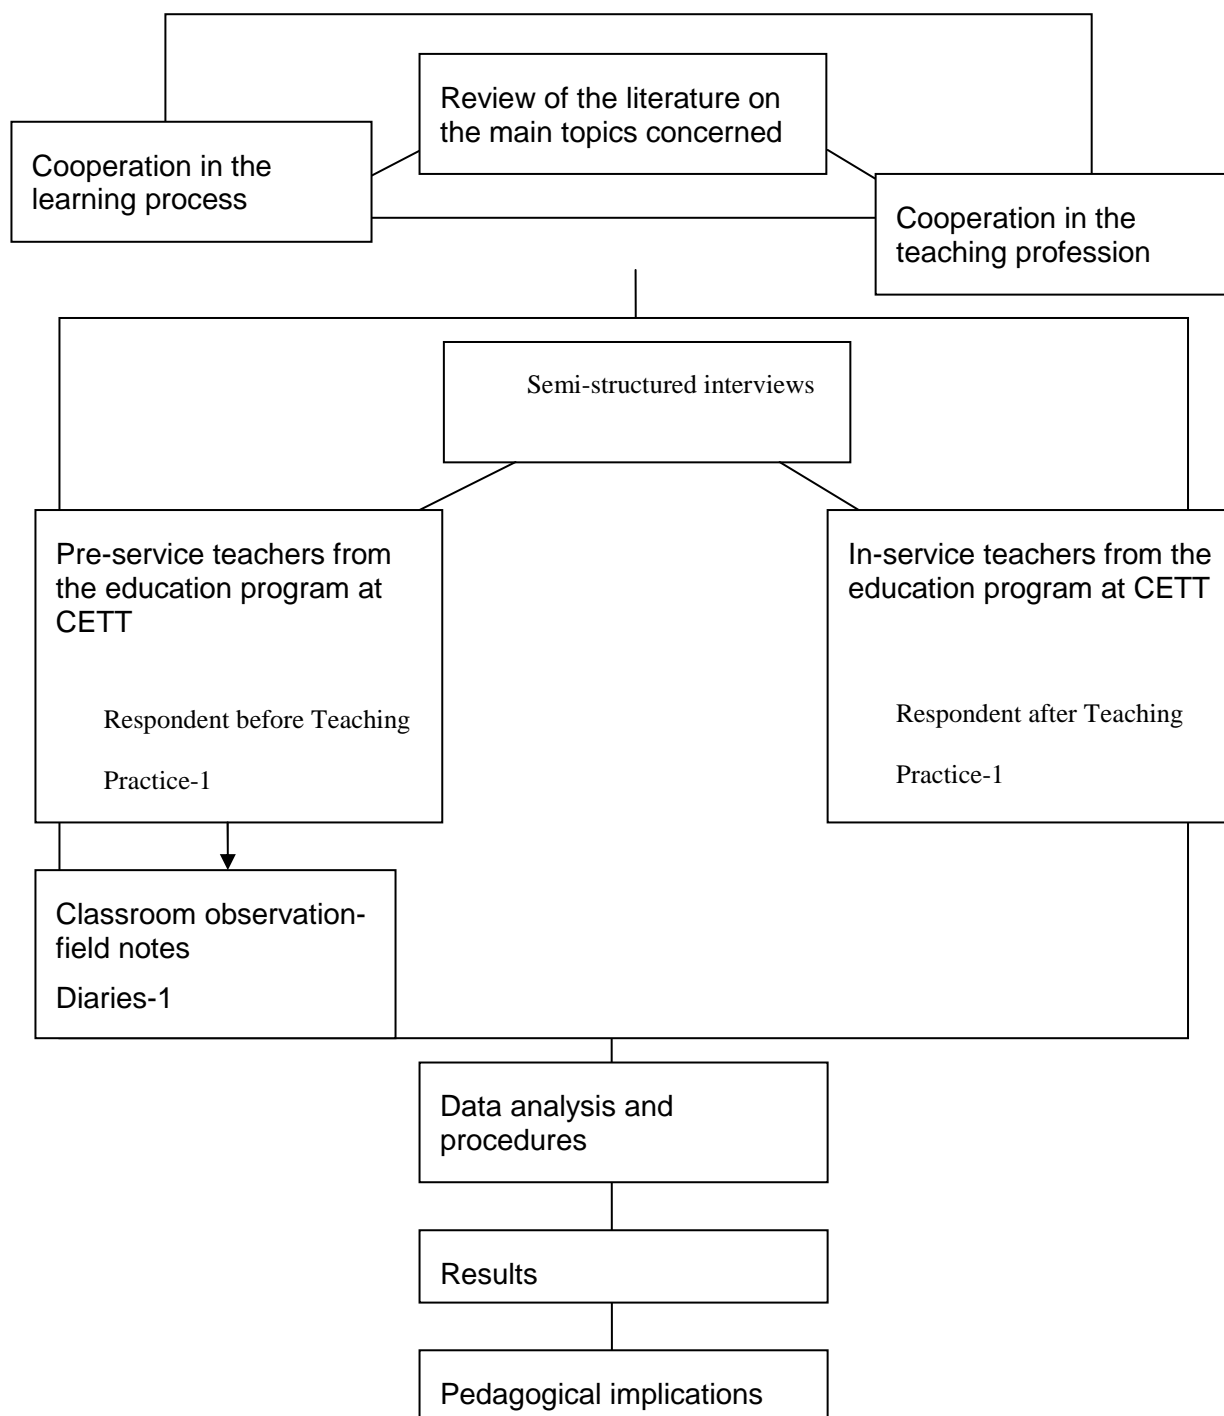 Review of the literature on
the main topics concerned
Cooperation in the
learning process
Cooperation in the
teaching profession
Semi-structured interviews
Pre-service teachers from
the education program at
CETT
Respondent before Teaching
Practice-1
In-service teachers from the
education program at CETT
Respondent after Teaching
Practice-1
Classroom observation-
field notes
Diaries-1
Data analysis and
procedures
Results
Pedagogical implications